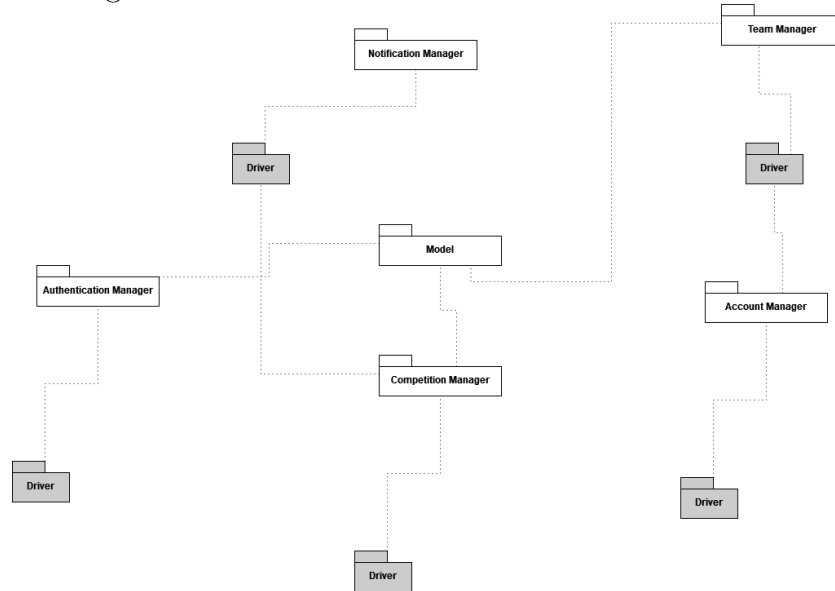 Team Manager
Notification Manager
Driver
Driver
Model
Authentication Manager
Account Manager
Competition Manager
Driver
Driver
Driver